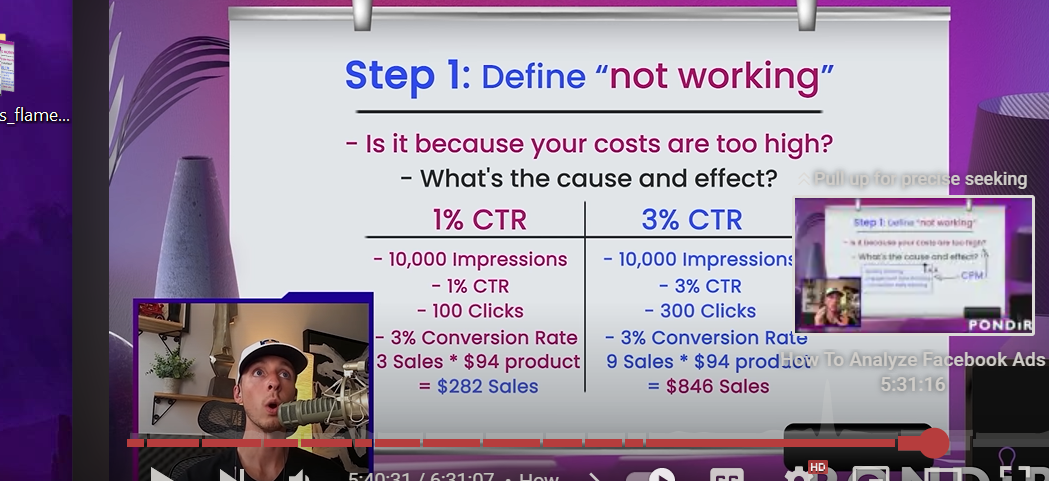 s_flame...
Step 1: Define “not working”
- Is it because your costs are too high?
- What's the cause and effect?
1% CTR
- 10,000 Impressions
- 1% CTR
- 100 Clicks
- 3% Conversion Rate
3 Sales * $94 product
= $282 Sales
3% CTR
- 10,000 Impressions
- 3% CTR
- 300 Clicks
- 3% Conversion Rate
9 Sales * $94 product
= $846 Sales
Pull up for precise seeking
Step 1: Define “not working”
- Is it because your costs are too high?
- What's the cause and effect?
CPM
PONDIR
How To Analyze Facebook Ads
5:31:16
5:40:31 / 6:31:07 • How
HD